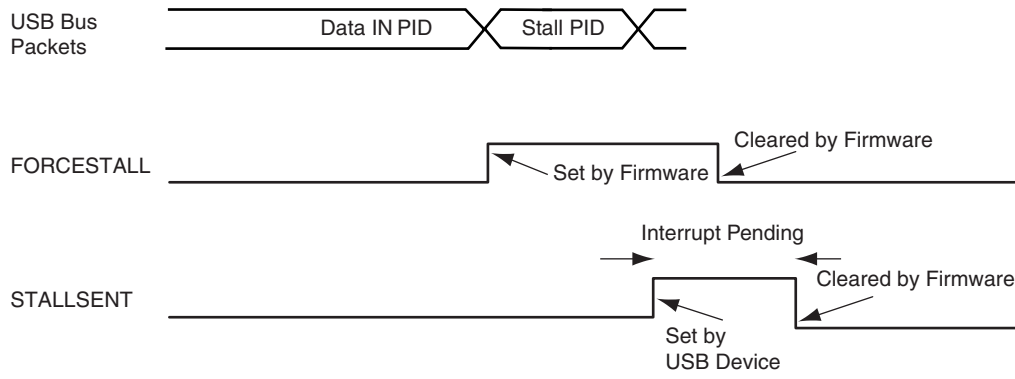 USB Bus
Packets
Data IN PID
Stall PID
FORCESTALL
Set by Firmware
Cleared by Firmware
Interrupt Pending
STALLSENT
Cleared by Firmware
Set by
USB Device